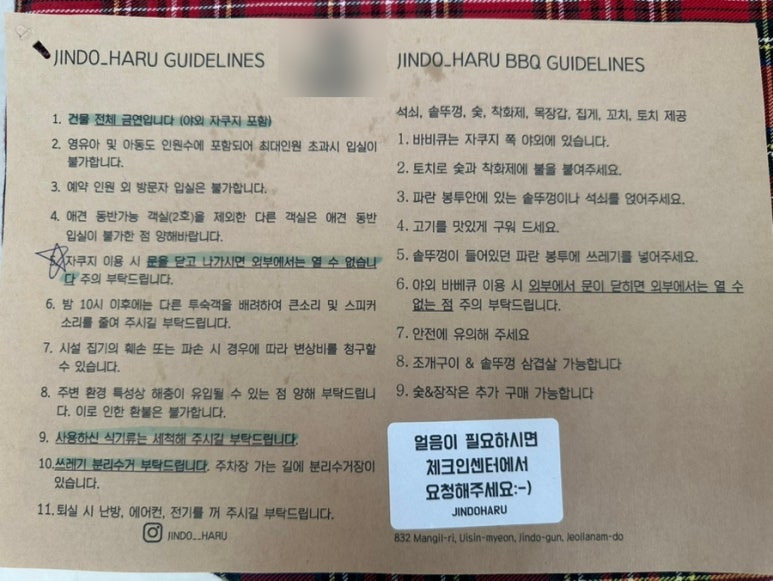 JINDO_HARU GUIDELINES
1. 건물 전체 금연입니다 (야외 자쿠지 포함)
2. 영유아 및 아동도 인원수에 포함되어 최대인원 초과시 입실이
불가합니다.
3. 예약 인원 외 방문자 입실은 불가합니다.
4. 애견 동반가능 객실(2호)을 제외한 다른 객실은 애견 동반
입실이 불가한 점 양해바랍니다.
5. 자쿠지 이용 시 문을 닫고 나가시면 외부에서는 열 수 없습니
다 주의 부탁드립니다.
6. 밤 10시 이후에는 다른 투숙객을 배려하여 큰소리 및 스피커
소리를 줄여 주시길 부탁드립니다.
7. 시설 집기의 훼손 또는 파손 시 경우에 따라 변상비를 청구할
수 있습니다.
8. 주변 환경 특성상 해충이 유입될 수 있는 점 양해 부탁드립니
다. 이로 인한 환불은 불가합니다.
9. 사용하신 식기류는 세척해 주시길 부탁드립니다.
10. 쓰레기 분리수거 부탁드립니다. 주차장 가는 길에 분리수거장이
있습니다.
11. 퇴실 시 난방, 에어컨, 전기를 꺼 주시길 부탁드립니다.
JINDO__HARU
JINDO_HARU BBQ GUIDELINES
석쇠, 솥뚜껑, 숯, 착화제, 목장갑, 집게, 꼬치, 토치 제공
1. 바비큐는 자쿠지 쪽 야외에 있습니다.
2. 토치로 숯과 착화제에 불을 붙여주세요.
3. 파란 봉투안에 있는 솥뚜껑이나 석쇠를 얹어주세요.
4. 고기를 맛있게 구워 드세요.
5. 솥뚜껑이 들어있던 파란 봉투에 쓰레기를 넣어주세요.
6. 야외 바베큐 이용 시 외부에서 문이 닫히면 외부에서는 열 수
없는 점 주의 부탁드립니다.
7. 안전에 유의해 주세요
8. 조개구이 & 솥뚜껑 삼겹살 가능합니다
9. 숯&장작은 추가 구매 가능합니다
얼음이 필요하시면
체크인센터에서
요청해주세요:-)
JINDOHARU
832 Mangil-ri, Uisin-myeon, Jindo-gun, Jeollanam-do